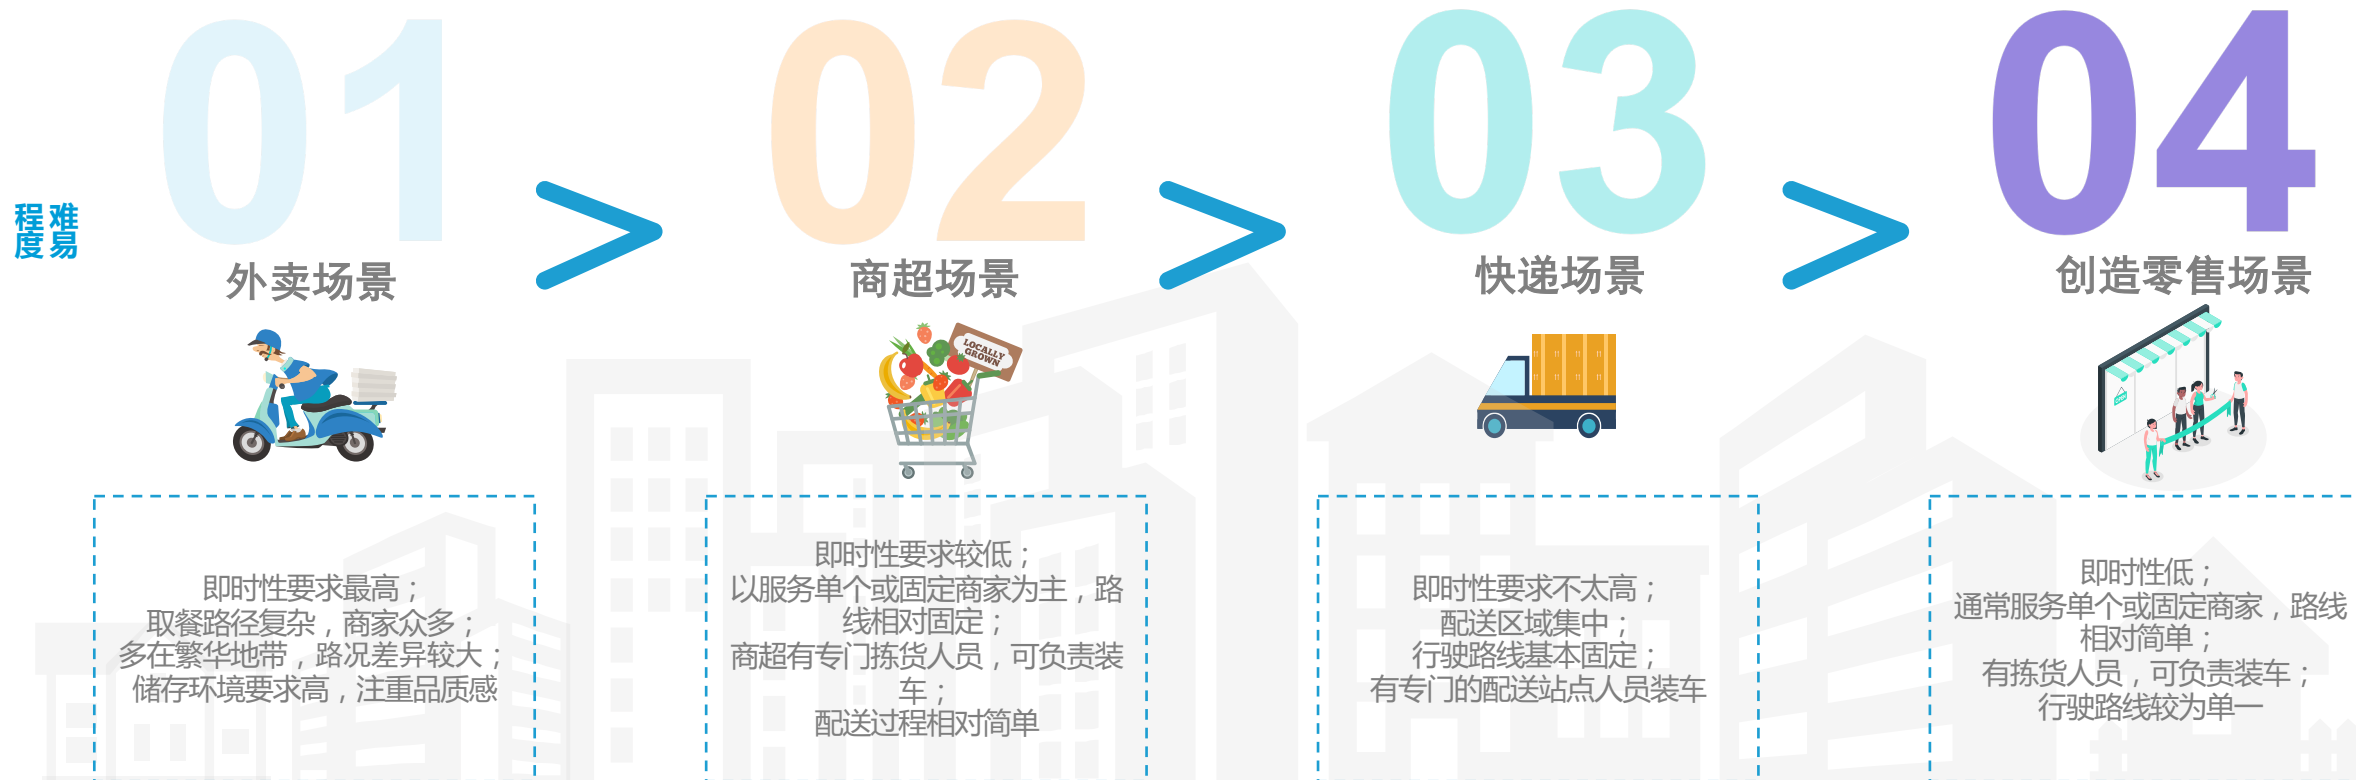 难易
程度
01
02
03
04
外卖场景
商超场景
快递场景
创造零售场景
LOCALLY
GROWN
即时性要求最高；
取餐路径复杂，商家众多；
多在繁华地带，路况差异较大；
储存环境要求高，注重品质感
即时性要求较低；
以服务单个或固定商家为主，路
线相对固定；
商超有专门拣货人员，可负责装
车；
配送过程相对简单
即时性要求不太高；
配送区域集中；
行驶路线基本固定；
有专门的配送站点人员装车
即时性低；
通常服务单个或固定商家，路线
相对简单；
有拣货人员，可负责装车；
行驶路线较为单一